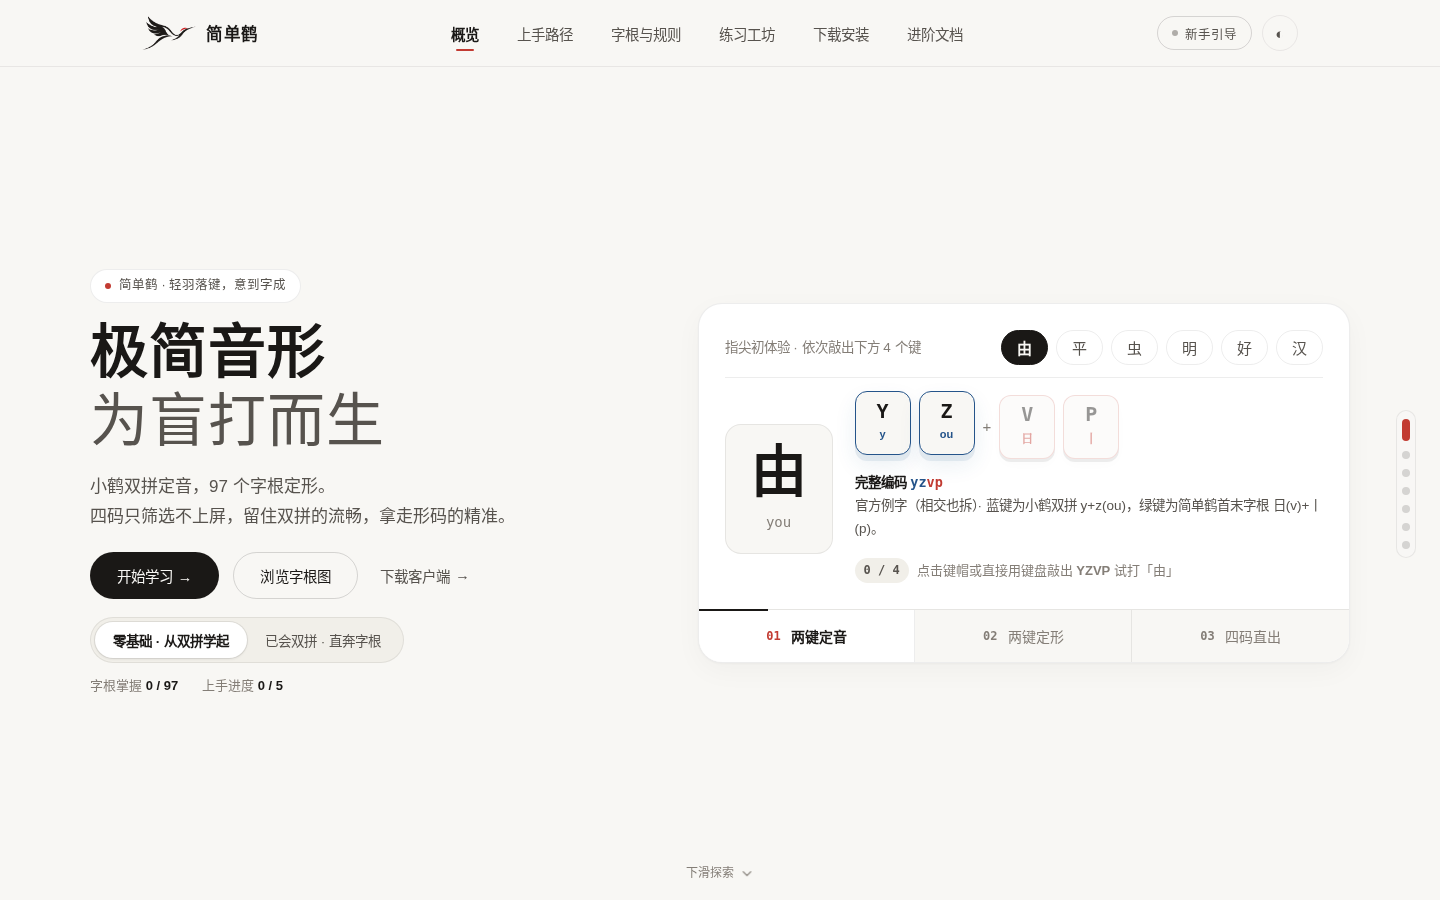 简单鹤
概览 上手路径 字根与规则 练习工坊 下载安装 进阶文档
新手引导
简单鹤 · 轻羽落键，意到字成
极简音形
为盲打而生
小鹤双拼定音，97 个字根定形。
四码只筛选不上屏，留住双拼的流畅，拿走形码的精准。
开始学习 →
浏览字根图
下载客户端 →
零基础 · 从双拼学起
已会双拼 · 直奔字根
字根掌握 0 / 97 上手进度 0 / 5
指尖初体验 · 依次敲出下方 4 个键
由 平 虫 明 好 汉
由
you
Y Z + V P
y ou 日 丨
完整编码 yzvp
官方例字（相交也拆）· 蓝键为小鹤双拼 y+z(ou)，绿键为简单鹤首末字根 日(v)+丨
(p)。
0 / 4 点击键帽或直接用键盘敲出 YZVP 试打「由」
01 两键定音
02 两键定形
03 四码直出
下滑探索